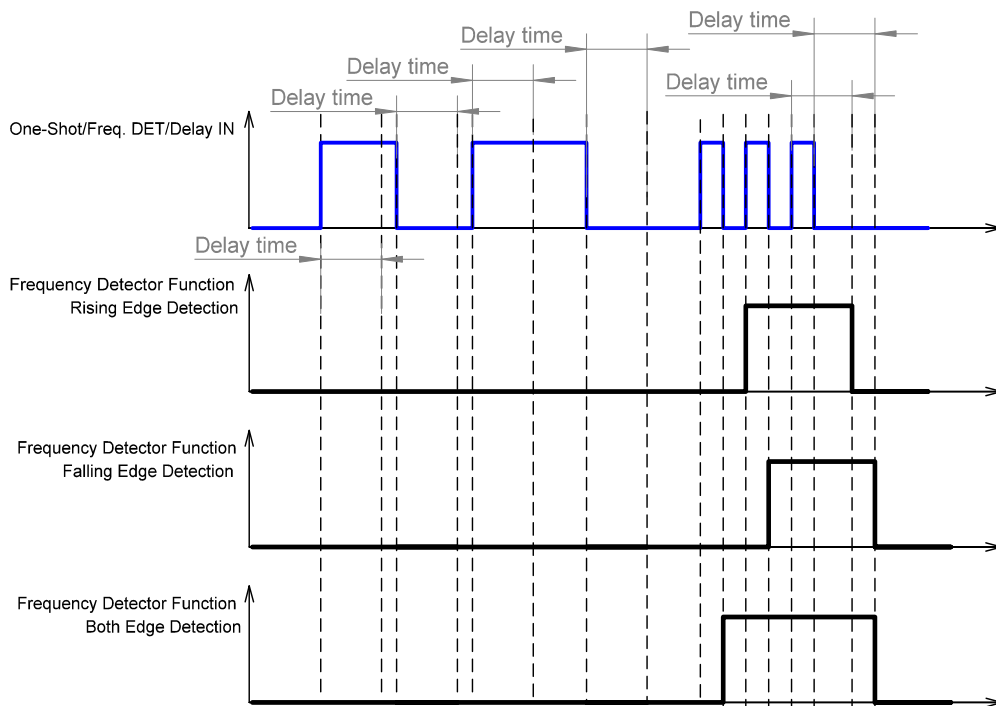 Delay time
Delay time
Delay time
Delay time
Delay time
One-Shot/Freq. DET/Delay IN
Delay time
Frequency Detector Function
Rising Edge Detection
Frequency Detector Function
Falling Edge Detection
Frequency Detector Function
Both Edge Detection